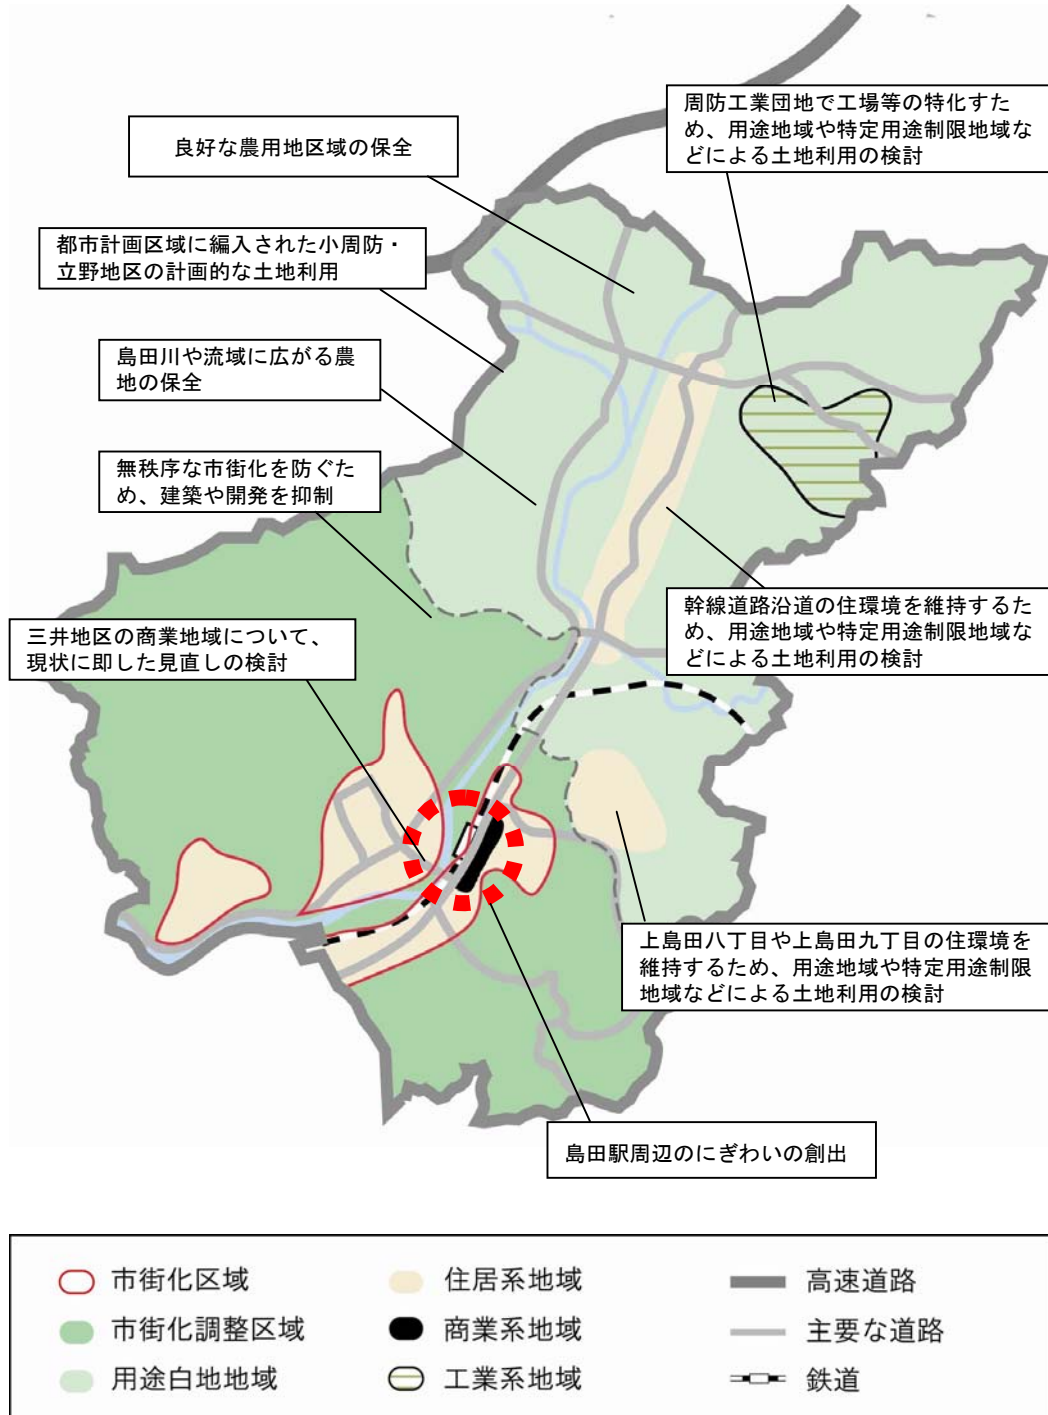 周防工業団地で工場等の特化すた
め、用途地域や特定用途制限地域な
どによる土地利用の検討
良好な農用地区域の保全
都市計画区域に編入された小周防・
立野地区の計画的な土地利用
島田川や流域に広がる農
地の保全
無秩序な市街化を防ぐた
め、建築や開発を抑制
幹線道路沿道の住環境を維持するた
め、用途地域や特定用途制限地域な
どによる土地利用の検討
三井地区の商業地域について、
現状に即した見直しの検討
上島田八丁目や上島田九丁目の住環境を
維持するため、用途地域や特定用途制限
地域などによる土地利用の検討
島田駅周辺のにぎわいの創出
市街化区域
市街化調整区域
用途白地地域
住居系地域
商業系地域
工業系地域
高速道路
主要な道路
鉄道